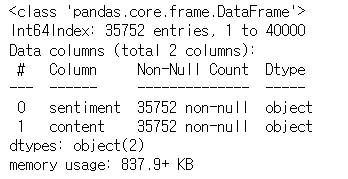 <class 'pandas.core.frame.DataFrame'>
Int64Index: 35752 entries, 1 to 40000
Data columns (total 2 columns):
 #   Column     Non-Null Count  Dtype
---  ------     --------------  -----
 0   sentiment  35752 non-null  object
 1   content    35752 non-null  object
dtypes: object(2)
memory usage: 837.9+ KB